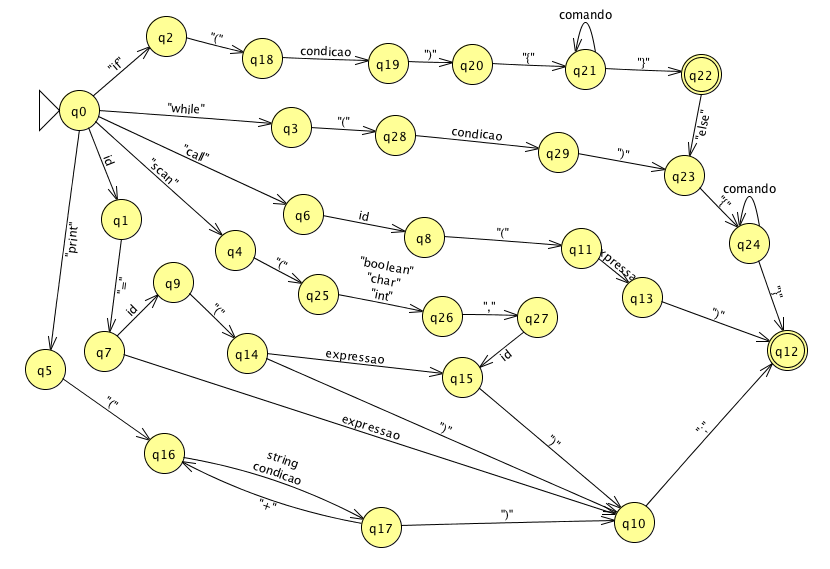 comando
q2
"("
q18
condicao
q19
")"
q20
"{"
q21
"}"
q22
"if"
q0
"while"
q3
"("
q28
condicao
q29
")"
q23
"else"
"{"
comando
q24
"call"
"scan"
id
"print"
q1
q6
id
q8
"("
q11
expressao
q13
")"
"}"
q4
"("
q25
"boolean"
"char"
"int"
q26
","
q27
id
"="
q9
id
"("
q7
q14
expressao
q15
q12
q5
"("
expressao
")"
")"
";"
q16
string
condicao
"+"
q17
")"
q10